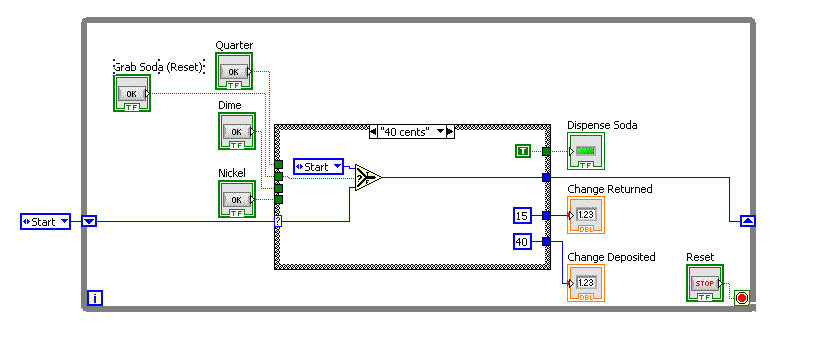 Quarter
Grab Soda (Reset)
OK
TF
OK
TF
Dime
OK
TF
"40 cents"
Dispense Soda
T
TF
Start
?
F
Nickel
OK
TF
Change Returned
15
1.23
DBL
Start
?
40
Change Deposited
1.23
DBL
Reset
STOP
TF
i